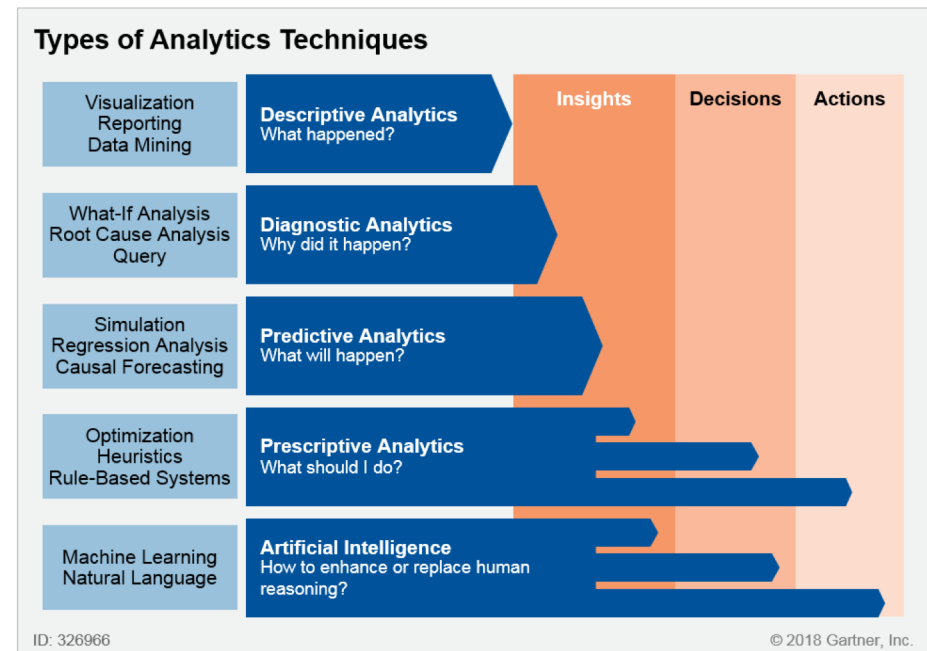 Types of Analytics Techniques
Insights
Decisions
Actions
Visualization
Reporting
Data Mining
Descriptive Analytics
What happened?
What-If Analysis
Root Cause Analysis
Query
Diagnostic Analytics
Why did it happen?
Simulation
Regression Analysis
Causal Forecasting
Predictive Analytics
What will happen?
Optimization
Heuristics
Rule-Based Systems
Prescriptive Analytics
What should I do?
Machine Learning
Natural Language
Artificial Intelligence
How to enhance or replace human
reasoning?
ID: 326966
© 2018 Gartner, Inc.